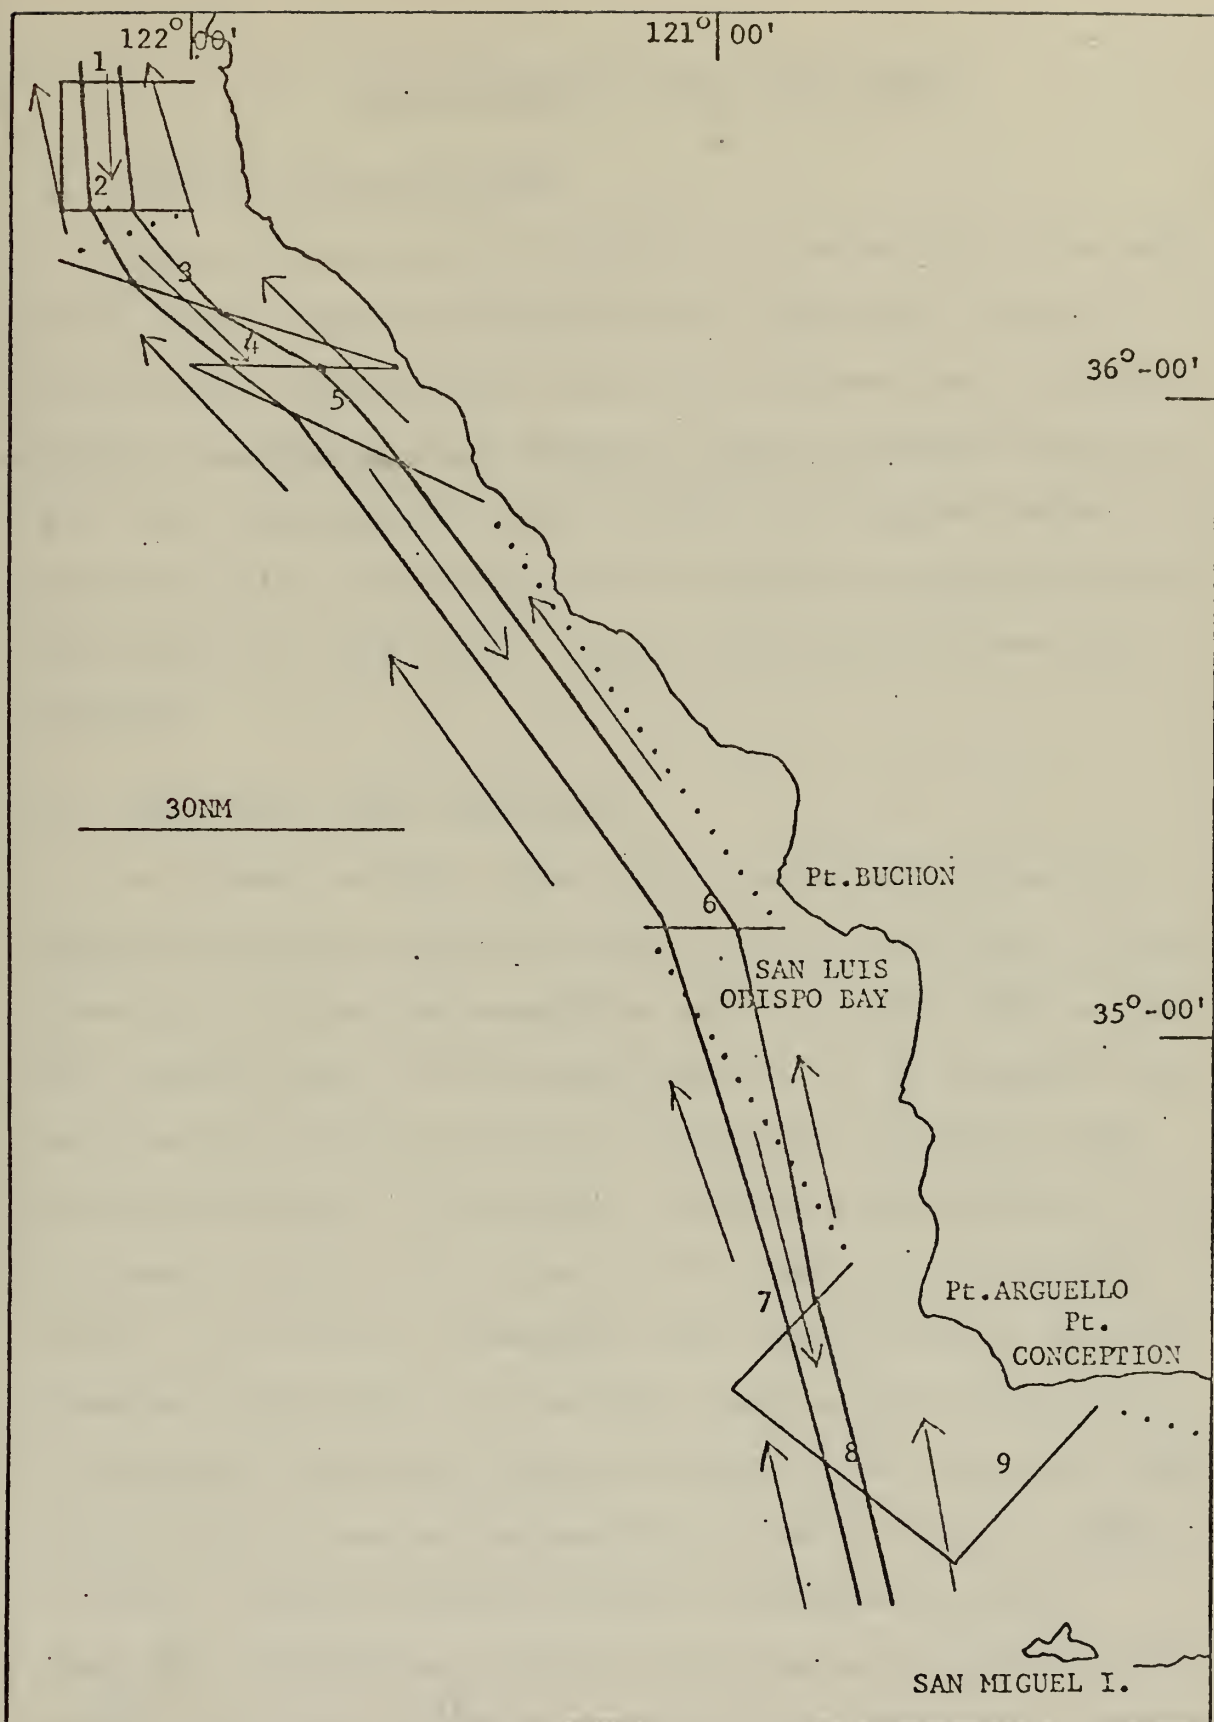 122° 00'
121° 00'
1
2
3
4
36°-00'
5
30NM
Pt.BUCHON
6
SAN LUIS
OBISPO BAY
35°-00'
Pt.ARGUELLO
7
Pt.
CONCEPTION
8
9
SAN MIGUEL I.